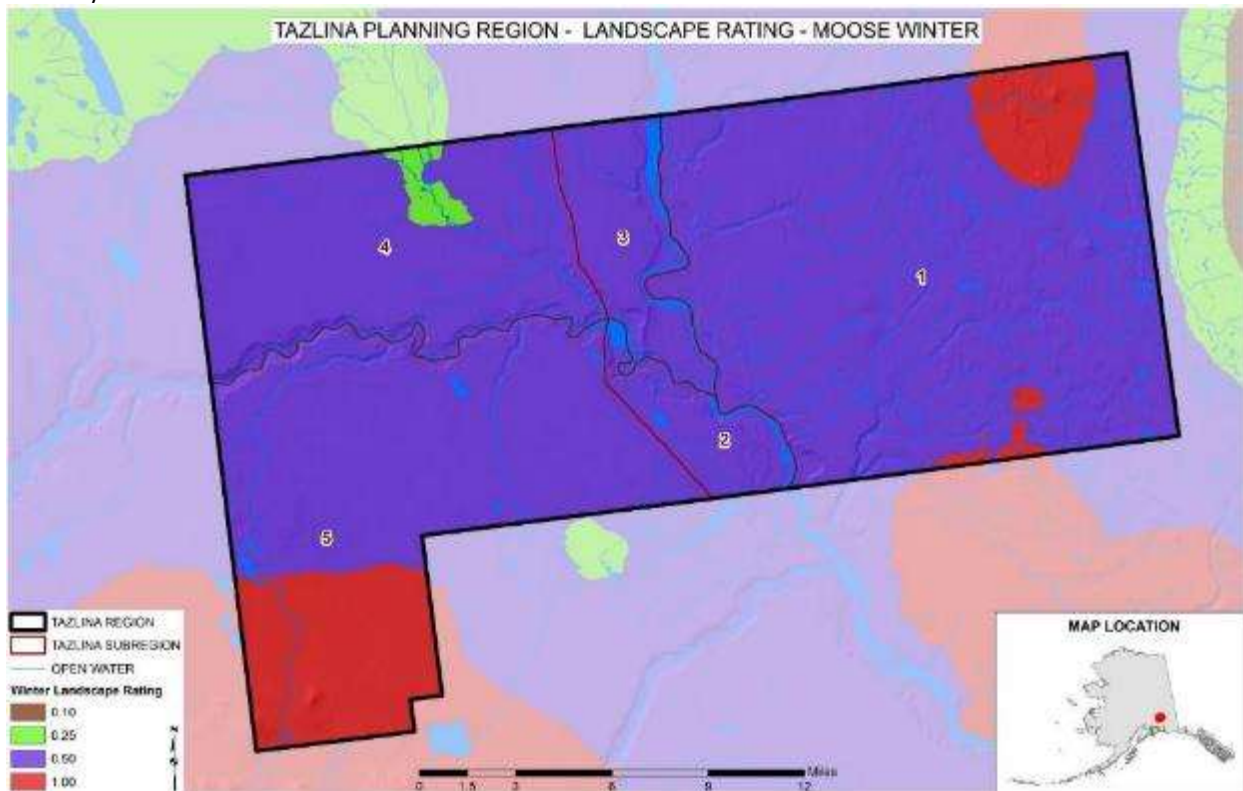 TAZLINA PLANNING REGION - LANDSCAPE RATING - MOOSE WINTER
3
4
1
2
5
TAZLINA REGION
TAZLINA SUBREGION
OPEN WATER
Winter Landscape Rating
0.10
0.25
0.50
1.00
N
0 1.5 3 6 9 12 Miles
MAP LOCATION